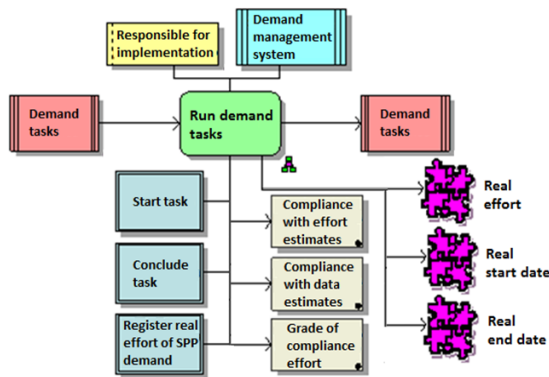 Responsible for
implementation
Demand
management
system
Demand
tasks
Run demand
tasks
Demand
tasks
Start task
Conclude
task
Register real
effort of SPP
demand
Compliance
with effort
estimates
Compliance
with data
estimates
Grade of
compliance
effort
Real
effort
Real
start date
Real
end date